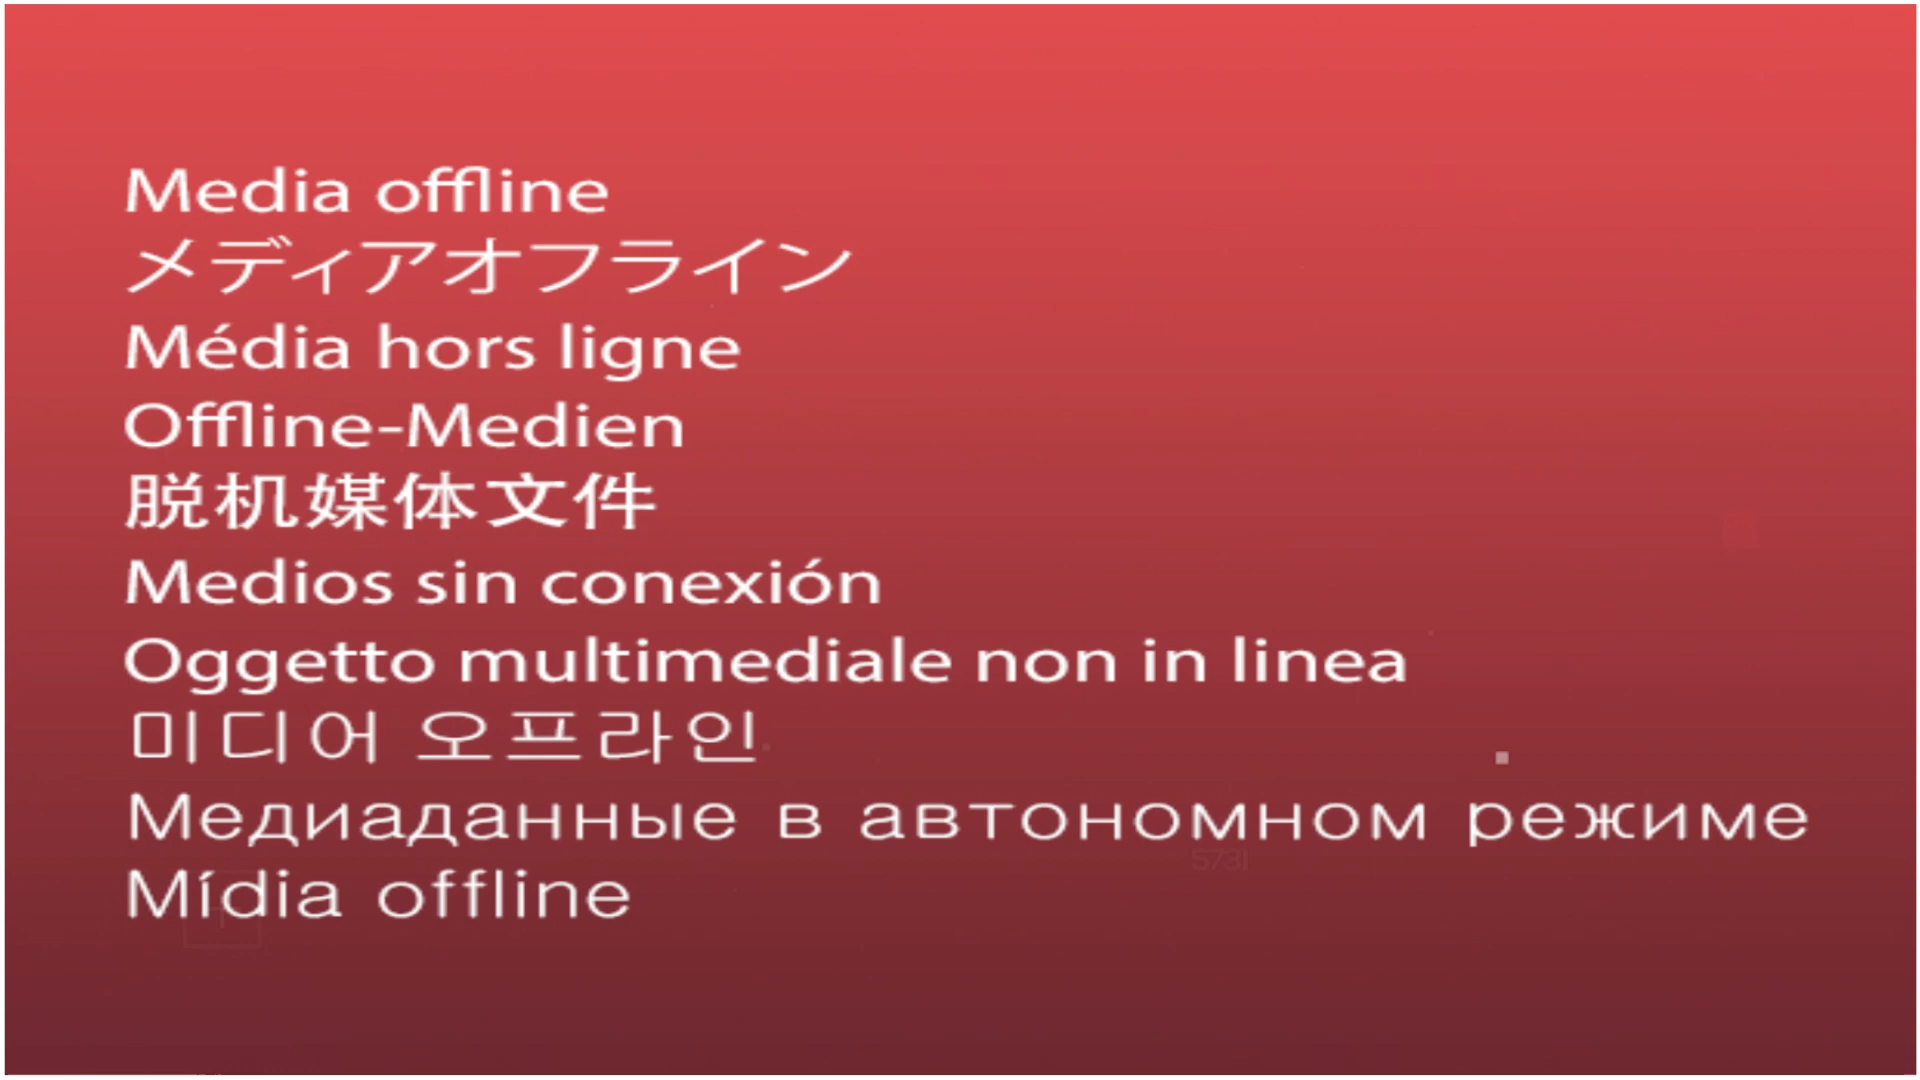 Media offline
メディアオフライン
Média hors ligne
Offline-Medien
脱机媒体文件
Medios sin conexión
Oggetto multimediale non in linea
미디어 오프라인
Медиаданные в автономном режиме
5731
Mídia offline